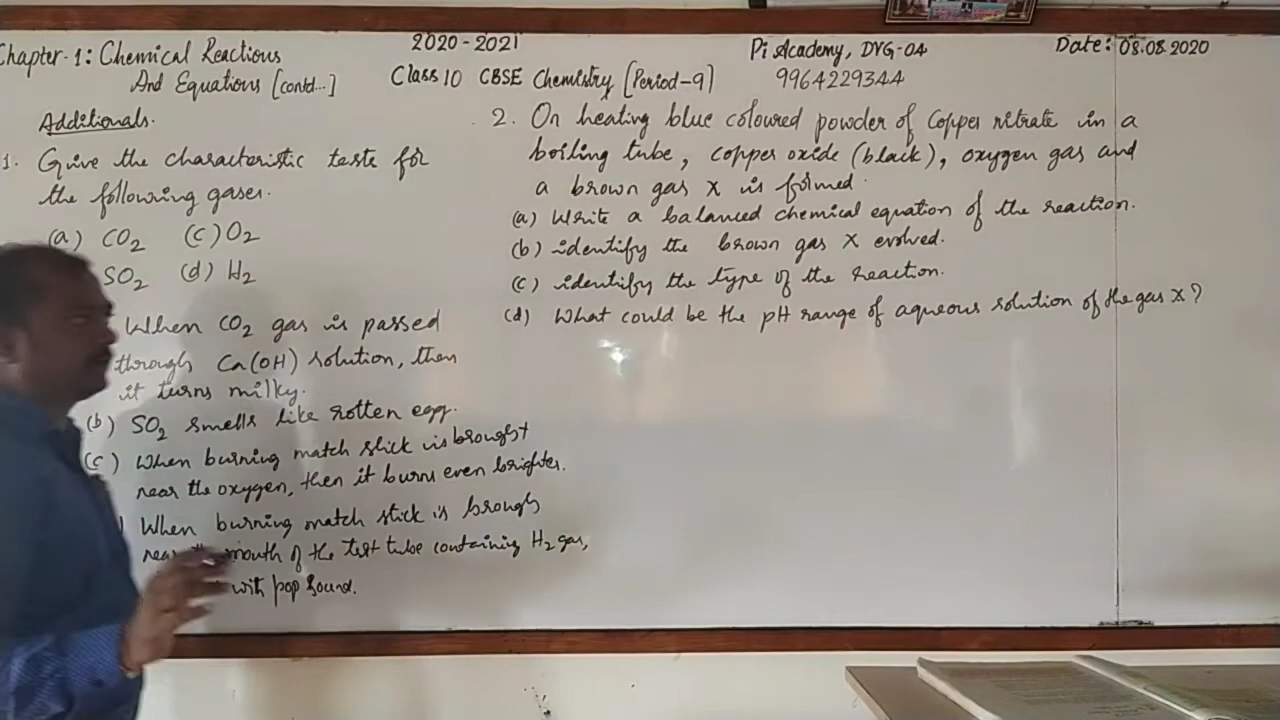 Chapter-1: Chemical Reactions
And Equations [contd...]
2020-2021
Class 10 CBSE Chemistry [Period-9]
Pi Academy, DVG-04
9964229344
Date: 08.08.2020
Additionals.
1. Give the characteristic tests for
the following gases.
(a) CO2 (c) O2
SO2 (d) H2
When CO2 gas is passed
through Ca(OH) solution, then
it turns milky.
(b) SO2 smells like rotten egg.
(c) When burning match stick is brought
near the oxygen, then it burns even brighter.
When burning match stick is brough
near the mouth of the test tube containing H2 gas,
with pop sound.
2. On heating blue coloured powder of Copper nitrate in a
boiling tube, copper oxide (black), oxygen gas and
a brown gas X is formed.
(a) Write a balanced chemical equation of the reaction.
(b) identify the brown gas X evolved.
(c) identify the type of the reaction.
(d) What could be the pH range of aqueous solution of the gas X?